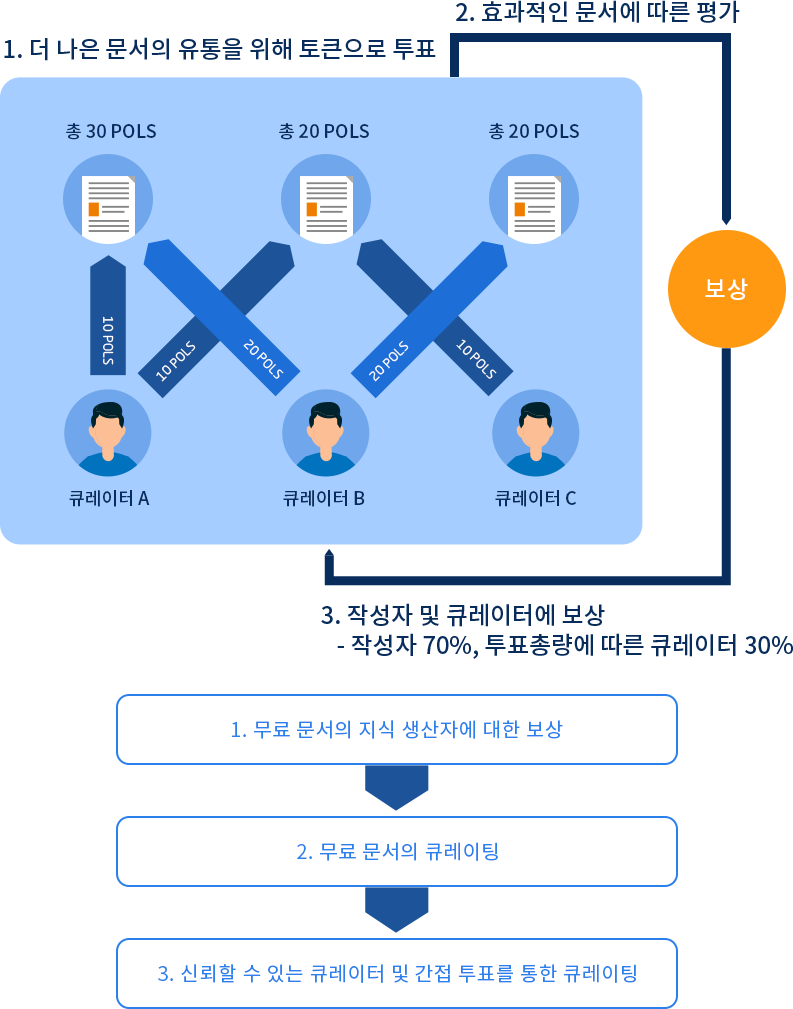 2. 효과적인 문서에 따른 평가
1. 더 나은 문서의 유통을 위해 토큰으로 투표
총 30 POLS
총 20 POLS
총 20 POLS
보상
10 POLS
10 POLS
20 POLS
20 POLS
10 POLS
큐레이터 A
큐레이터 B
큐레이터 C
3. 작성자 및 큐레이터에 보상
- 작성자 70%, 투표총량에 따른 큐레이터 30%
1. 무료 문서의 지식 생산자에 대한 보상
2. 무료 문서의 큐레이팅
3. 신뢰할 수 있는 큐레이터 및 간접 투표를 통한 큐레이팅